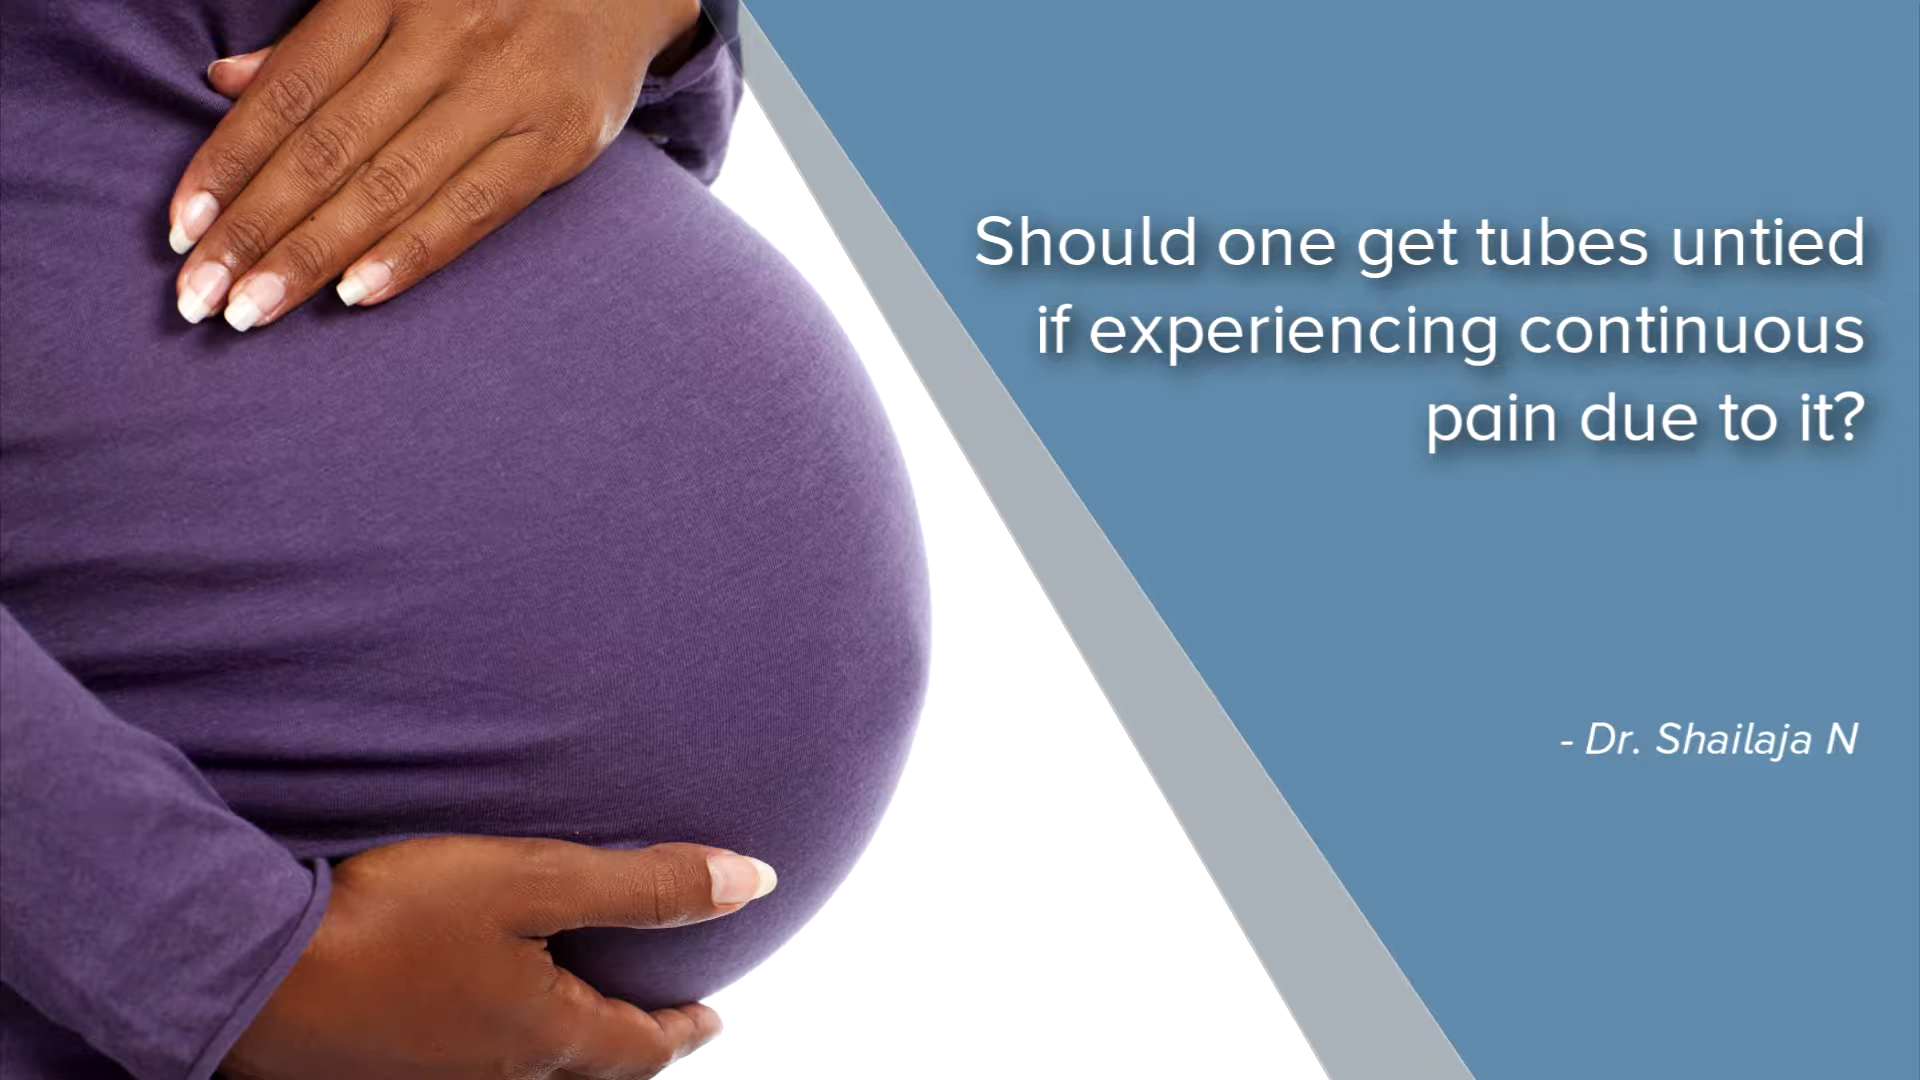 Should one get tubes untied
if experiencing continuous
pain due to it?
- Dr. Shailaja N